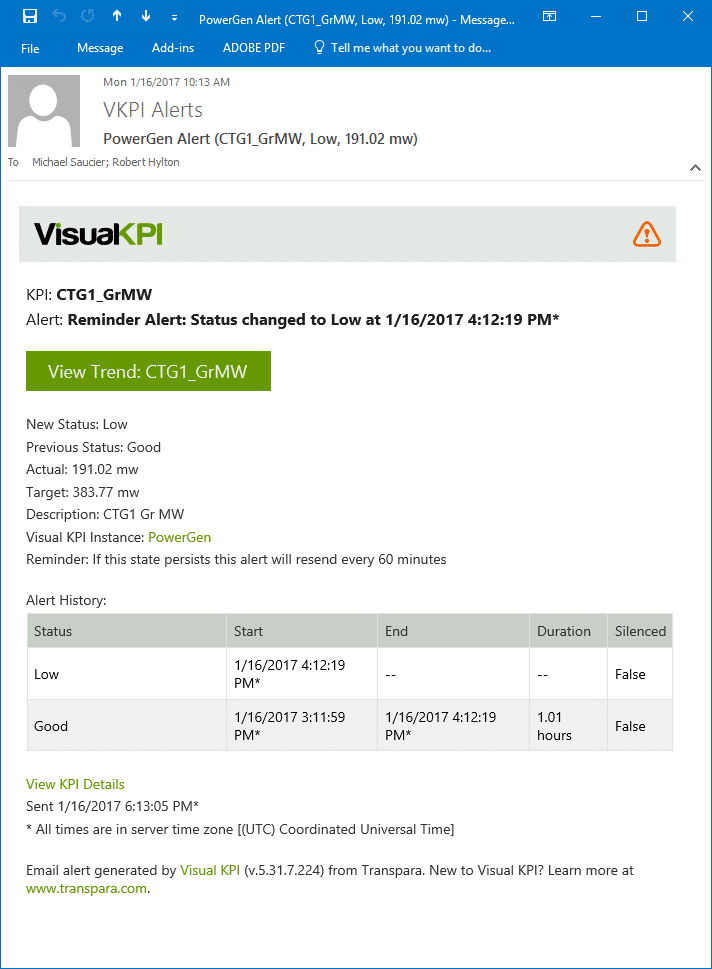 PowerGen Alert (CTG1_GrMW, Low, 191.02 mw) - Message...
File Message Add-ins ADOBE PDF Tell me what you want to do...
Mon 1/16/2017 10:13 AM
VKPI Alerts
PowerGen Alert (CTG1_GrMW, Low, 191.02 mw)
To Michael Saucier; Robert Hylton
VisualKPI
KPI: CTG1_GrMW
Alert: Reminder Alert: Status changed to Low at 1/16/2017 4:12:19 PM*
View Trend: CTG1_GrMW
New Status: Low
Previous Status: Good
Actual: 191.02 mw
Target: 383.77 mw
Description: CTG1 Gr MW
Visual KPI Instance: PowerGen
Reminder: If this state persists this alert will resend every 60 minutes
Alert History:
Status Start End Duration Silenced
Low 1/16/2017 4:12:19 PM* -- -- False
Good 1/16/2017 3:11:59 PM* 1/16/2017 4:12:19 PM* 1.01 hours False
View KPI Details
Sent 1/16/2017 6:13:05 PM*
* All times are in server time zone [(UTC) Coordinated Universal Time]
Email alert generated by Visual KPI (v.5.31.7.224) from Transpara. New to Visual KPI? Learn more at
www.transpara.com.